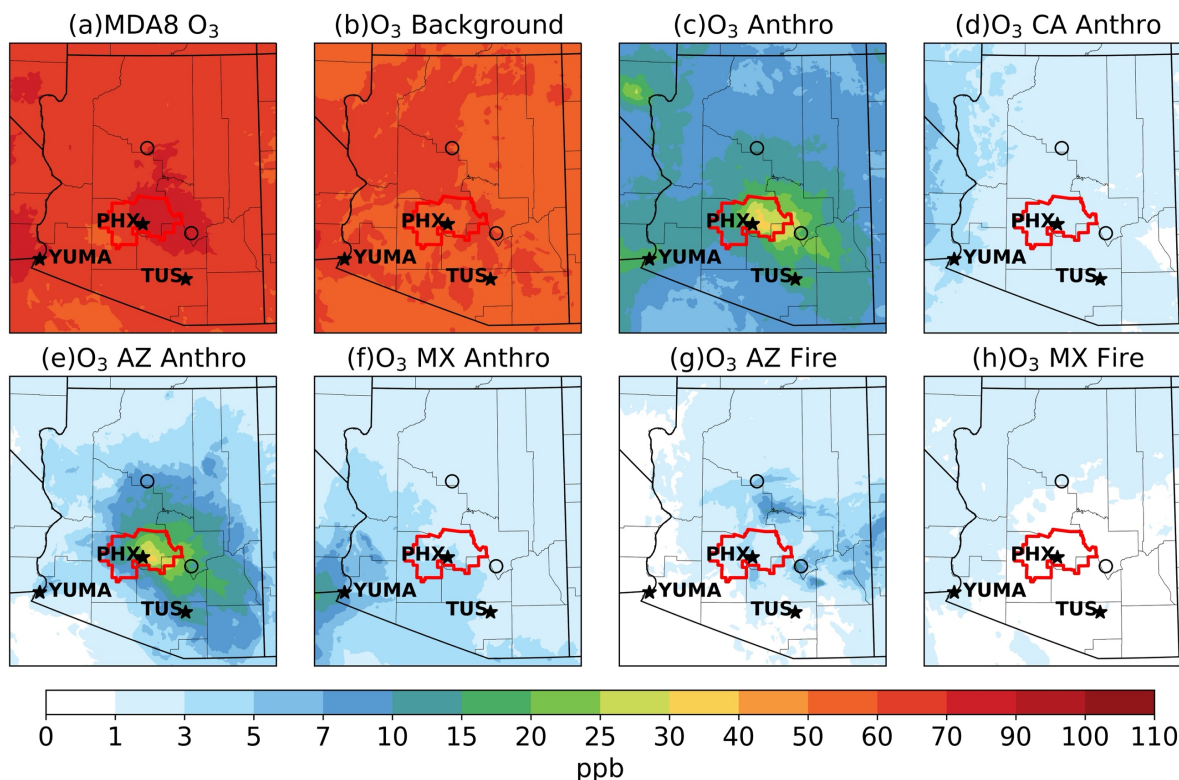 (a)MDA8 O₃
(b)O₃ Background
(c)O₃ Anthro
(d)O₃ CA Anthro
PHX
YUMA
TUS
PHX
YUMA
TUS
PHX
YUMA
TUS
PHX
YUMA
TUS
(e)O₃ AZ Anthro
(f)O₃ MX Anthro
(g)O₃ AZ Fire
(h)O₃ MX Fire
PHX
YUMA
TUS
PHX
YUMA
TUS
PHX
YUMA
TUS
PHX
YUMA
TUS
0 1 3 5 7 10 15 20 25 30 40 50 60 70 90 100 110
ppb